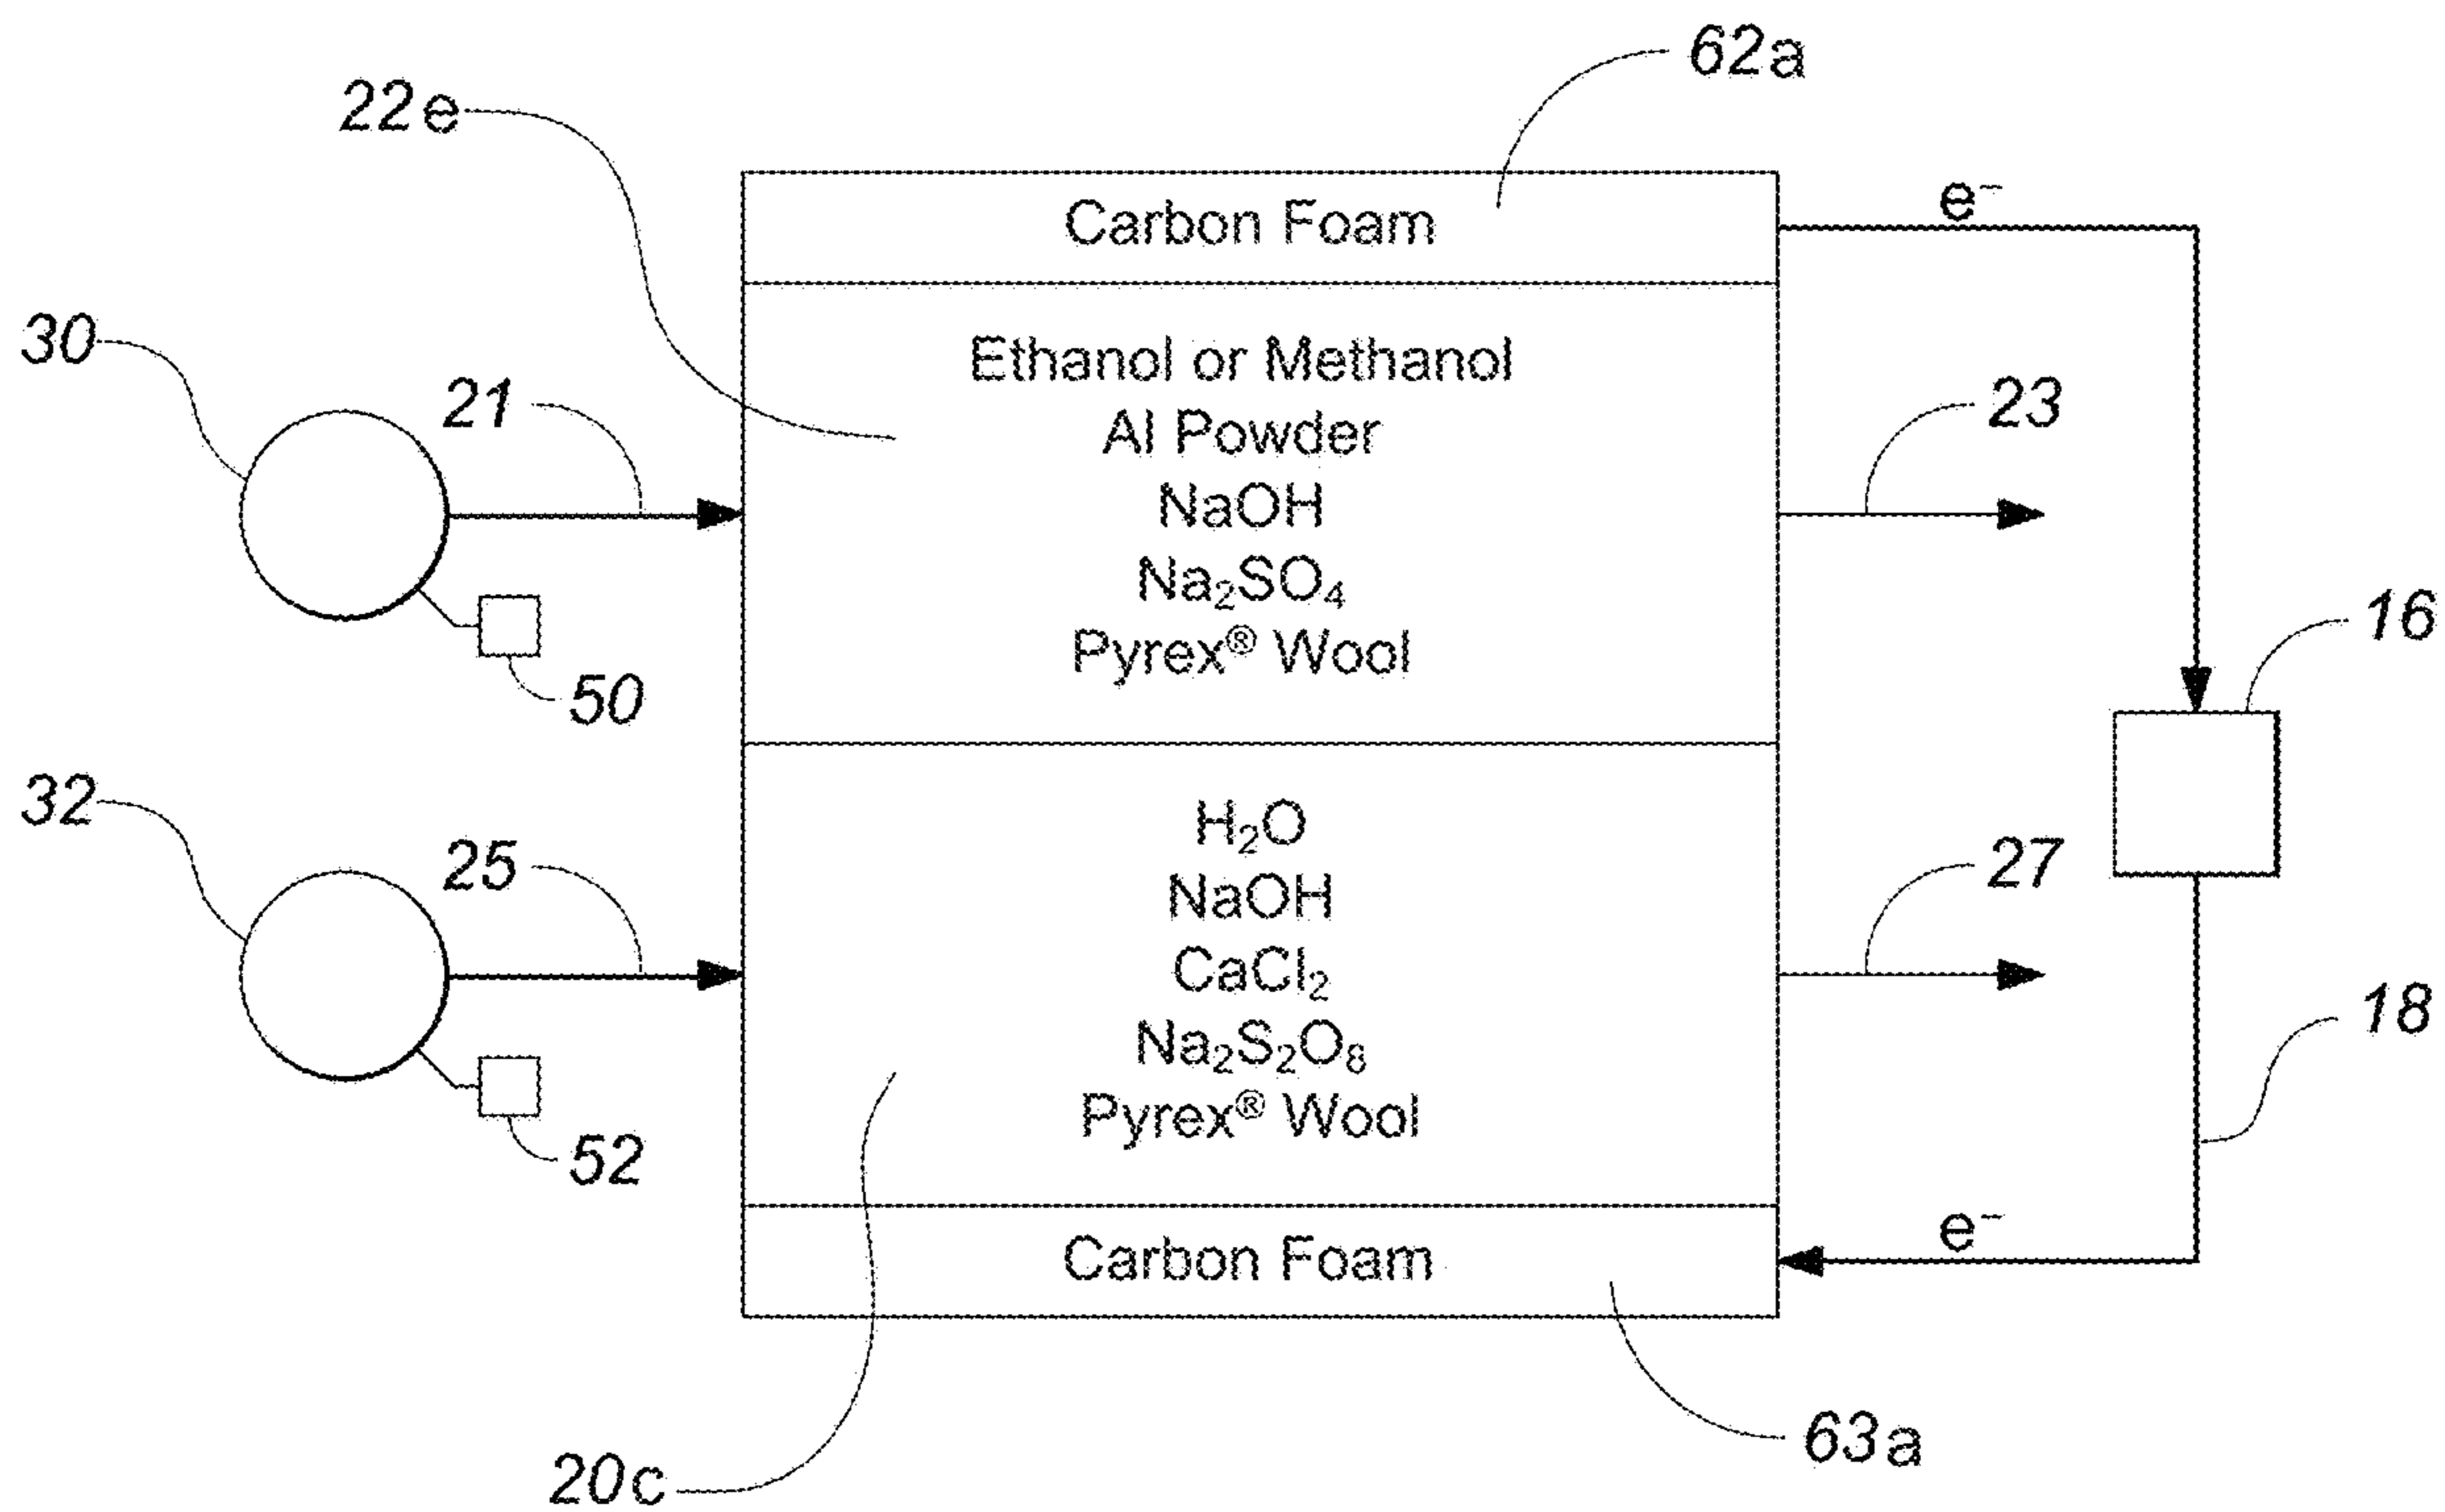 62a
22e
Carbon Foam
e⁻
30
21
Ethanol or Methanol
Al Powder
NaOH
Na₂SO₄
Pyrex® Wool
23
16
50
32
25
H₂O
NaOH
CaCl₂
Na₂S₂O₈
Pyrex® Wool
27
18
52
Carbon Foam
e⁻
63a
20c